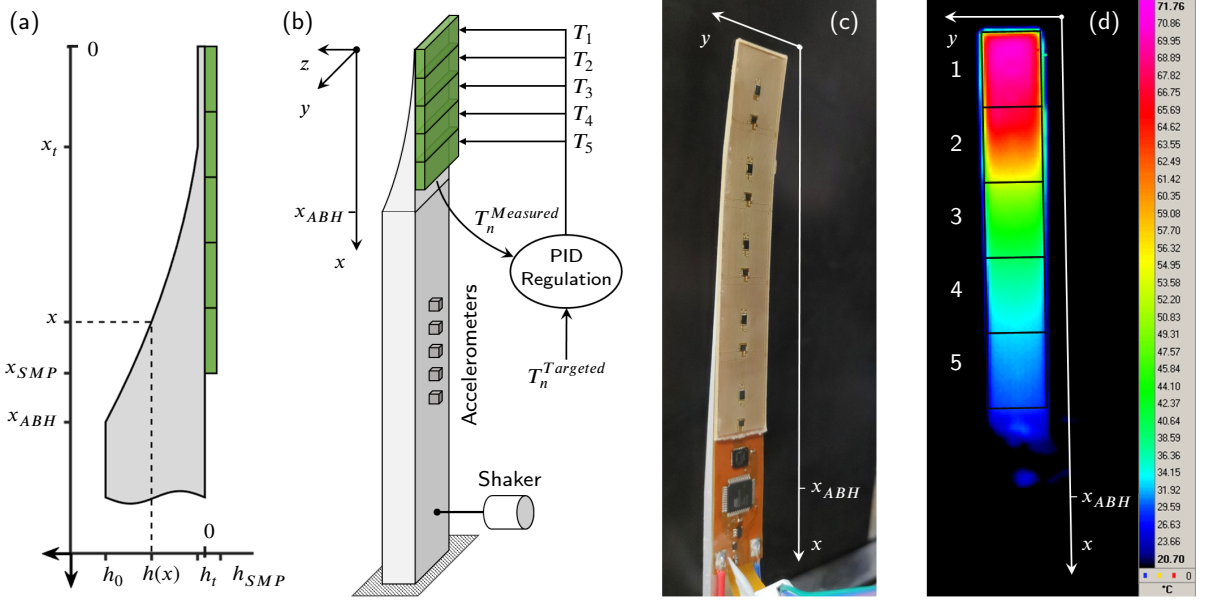 (a)
0
x_t
x
x_SMP
x_ABH
0
h_0
h(x)
h_t
h_SMP
(b)
z
y
x_ABH
x
T_1
T_2
T_3
T_4
T_5
T_n^Measured
PID
Regulation
T_n^Targeted
Accelerometers
Shaker
(c)
y
x_ABH
x
(d)
y
1
2
3
4
5
x_ABH
x
71.76
70.86
69.95
68.89
67.82
66.75
65.69
64.62
63.55
62.49
61.42
60.35
59.08
57.70
56.32
54.95
53.58
52.20
50.83
49.31
47.57
45.84
44.10
42.37
40.64
38.59
36.36
34.15
31.92
29.59
26.63
23.66
20.70
0
°C